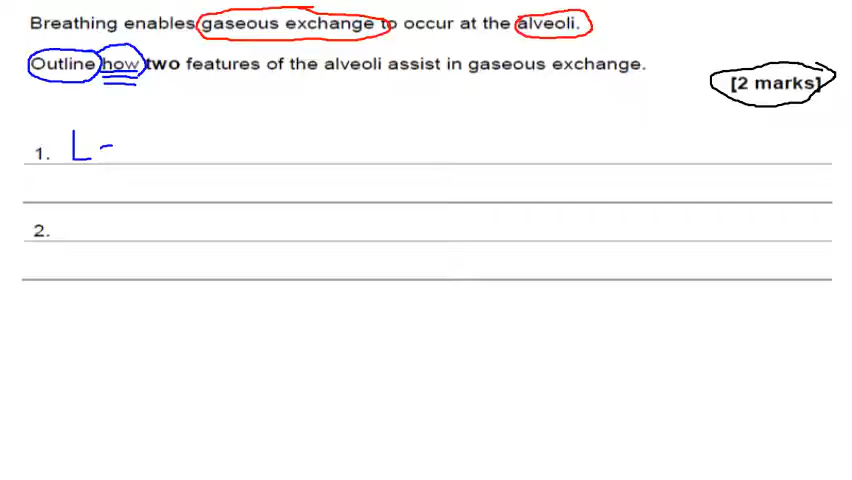 Breathing enables gaseous exchange to occur at the alveoli.
Outline how two features of the alveoli assist in gaseous exchange.
[2 marks]
1. L
2.